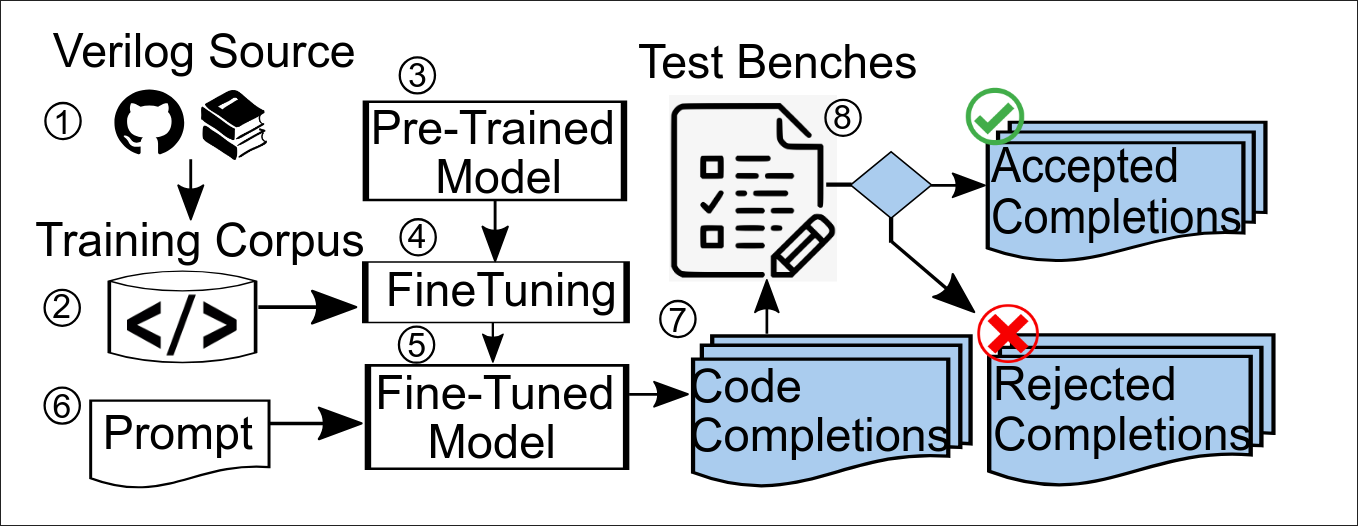 Verilog Source
①
Training Corpus
②
③
Pre-Trained
Model
④
FineTuning
⑤
Fine-Tuned
Model
⑥
Prompt
⑦
Code
Completions
Test Benches
⑧
Accepted
Completions
Rejected
Completions